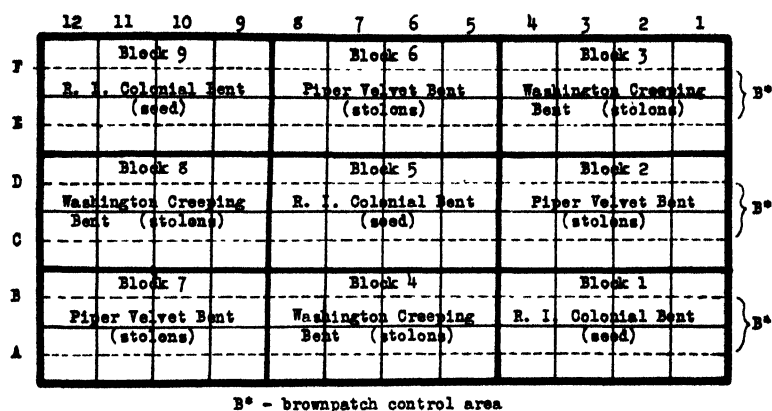 12 11 10 9 8 7 6 5 4 3 2 1
Block 9 Block 6 Block 3
F
R. I. Colonial Bent Piper Velvet Bent Washington Creeping B*
(seed) (stolons) Bent (stolons)
E
Block 8 Block 5 Block 2
D
Washington Creeping R. I. Colonial Bent Piper Velvet Bent B*
Bent (stolons) (seed) (stolons)
C
Block 7 Block 4 Block 1
B
Piper Velvet Bent Washington Creeping R. I. Colonial Bent B*
(stolons) Bent (stolons) (seed)
A
B* - brownpatch control area